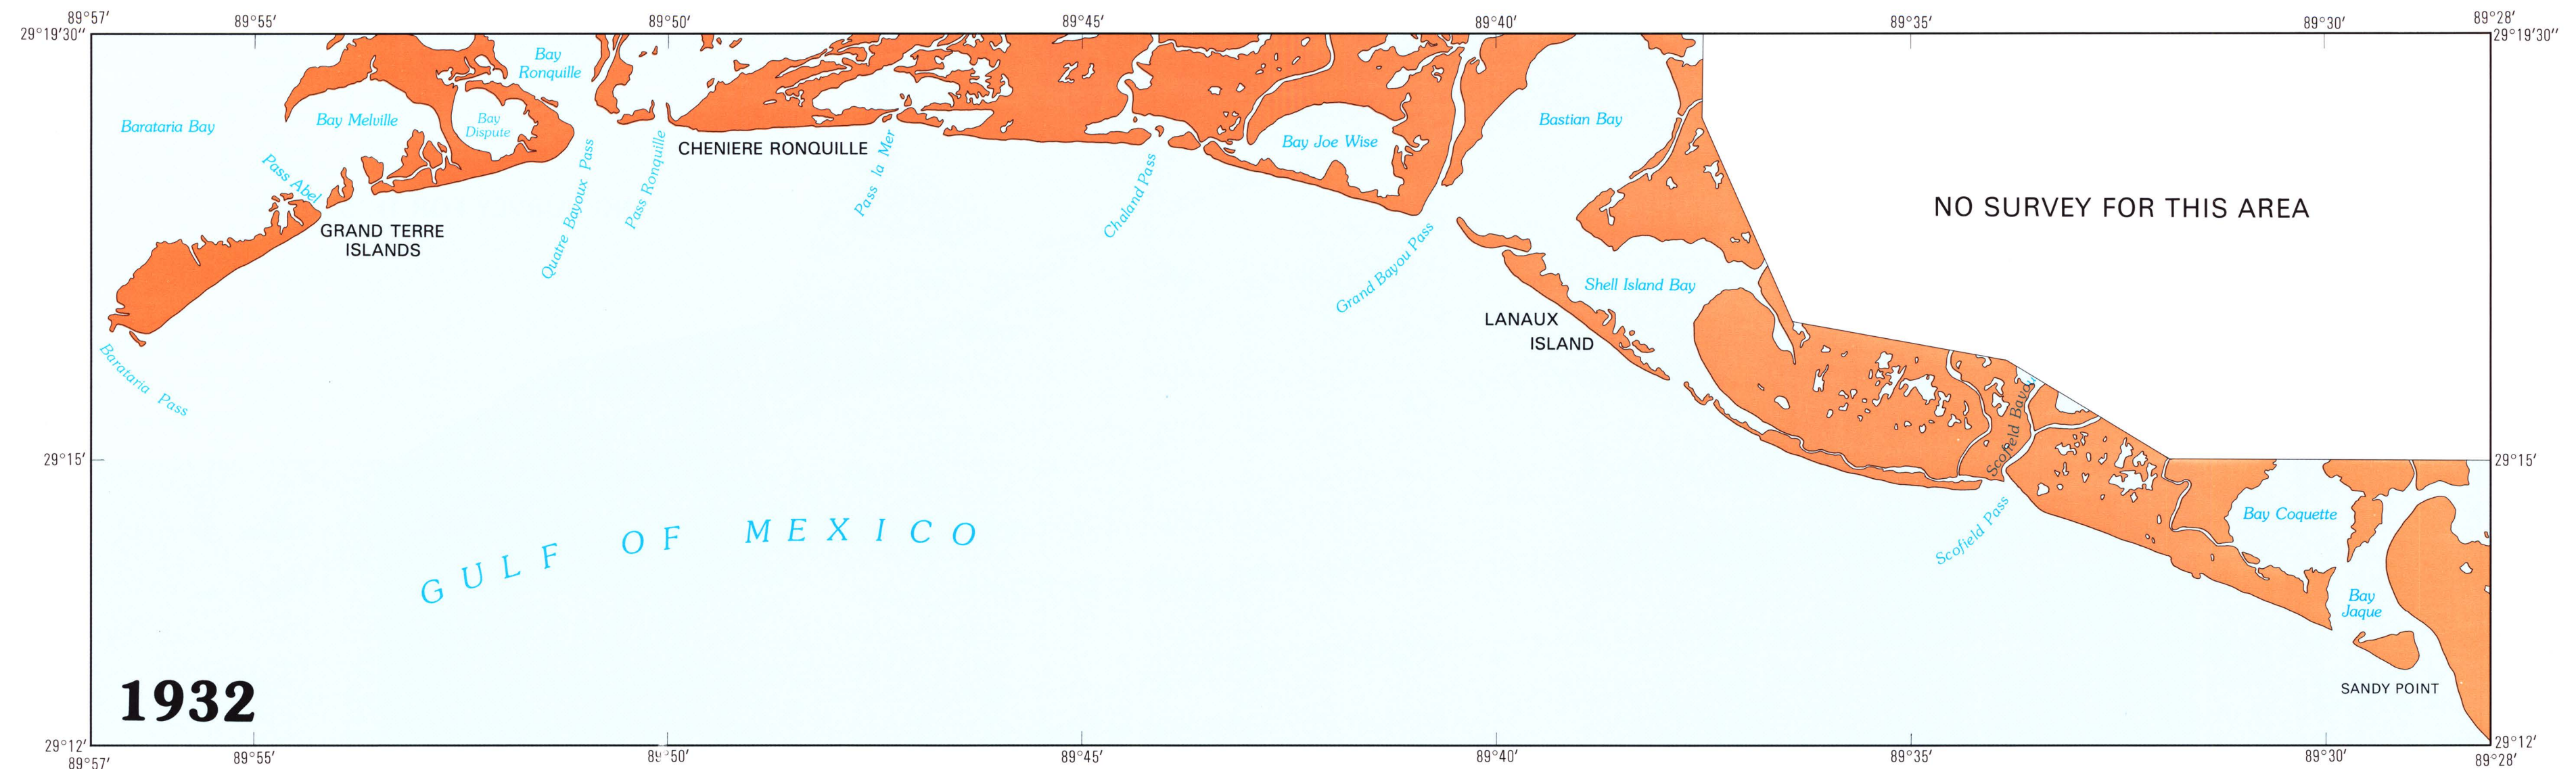 89°57′
89°55′
89°50′
89°45′
89°40′
89°35′
89°30′
89°28′
29°19′30′′
29°19′30′′
Bay
Ronquille
Barataria Bay
Bay Melville
Bay
Dispute
Bay Joe Wise
Bastian Bay
Pass Abel
Quatre Bayoux Pass
Pass Ronquille
CHENIERE RONQUILLE
Pass la Mer
Chaland Pass
NO SURVEY FOR THIS AREA
GRAND TERRE
ISLANDS
Grand Bayou Pass
Shell Island Bay
LANAUX
ISLAND
Barataria Pass
Scofield Bayou
29°15′
29°15′
Scofield Pass
Bay Coquette
GULF OF MEXICO
Bay
Jaque
SANDY POINT
1932
29°12′
29°12′
89°57′
89°55′
89°50′
89°45′
89°40′
89°35′
89°30′
89°28′